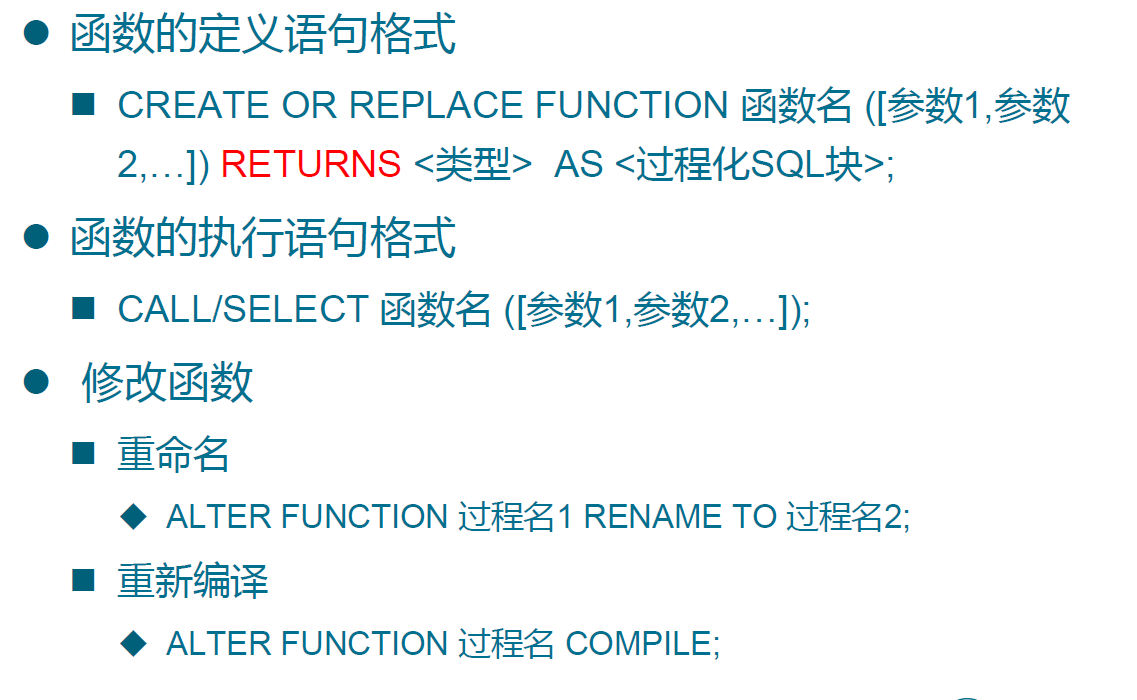 函数的定义语句格式
CREATE OR REPLACE FUNCTION 函数名 ([参数1,参数
2,…]) RETURNS <类型> AS <过程化SQL块>;
函数的执行语句格式
CALL/SELECT 函数名 ([参数1,参数2,…]);
修改函数
重命名
ALTER FUNCTION 过程名1 RENAME TO 过程名2;
重新编译
ALTER FUNCTION 过程名 COMPILE;